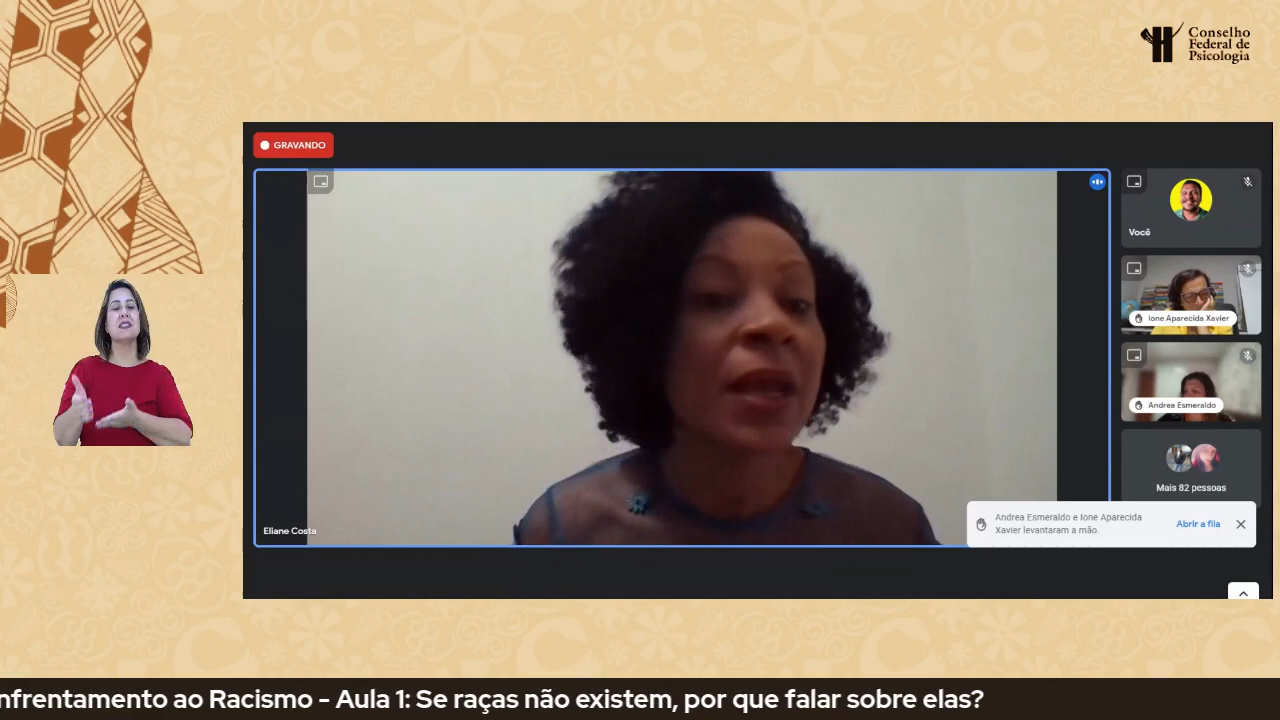 Conselho
Federal de
Psicologia
GRAVANDO
Você
Ione Aparecida Xavier
Andrea Esmeraldo
Mais 82 pessoas
Eliane Costa
Andrea Esmeraldo e Ione Aparecida
Xavier levantaram a mão.
Abrir a fila
nfrentamento ao Racismo - Aula 1: Se raças não existem, por que falar sobre elas?